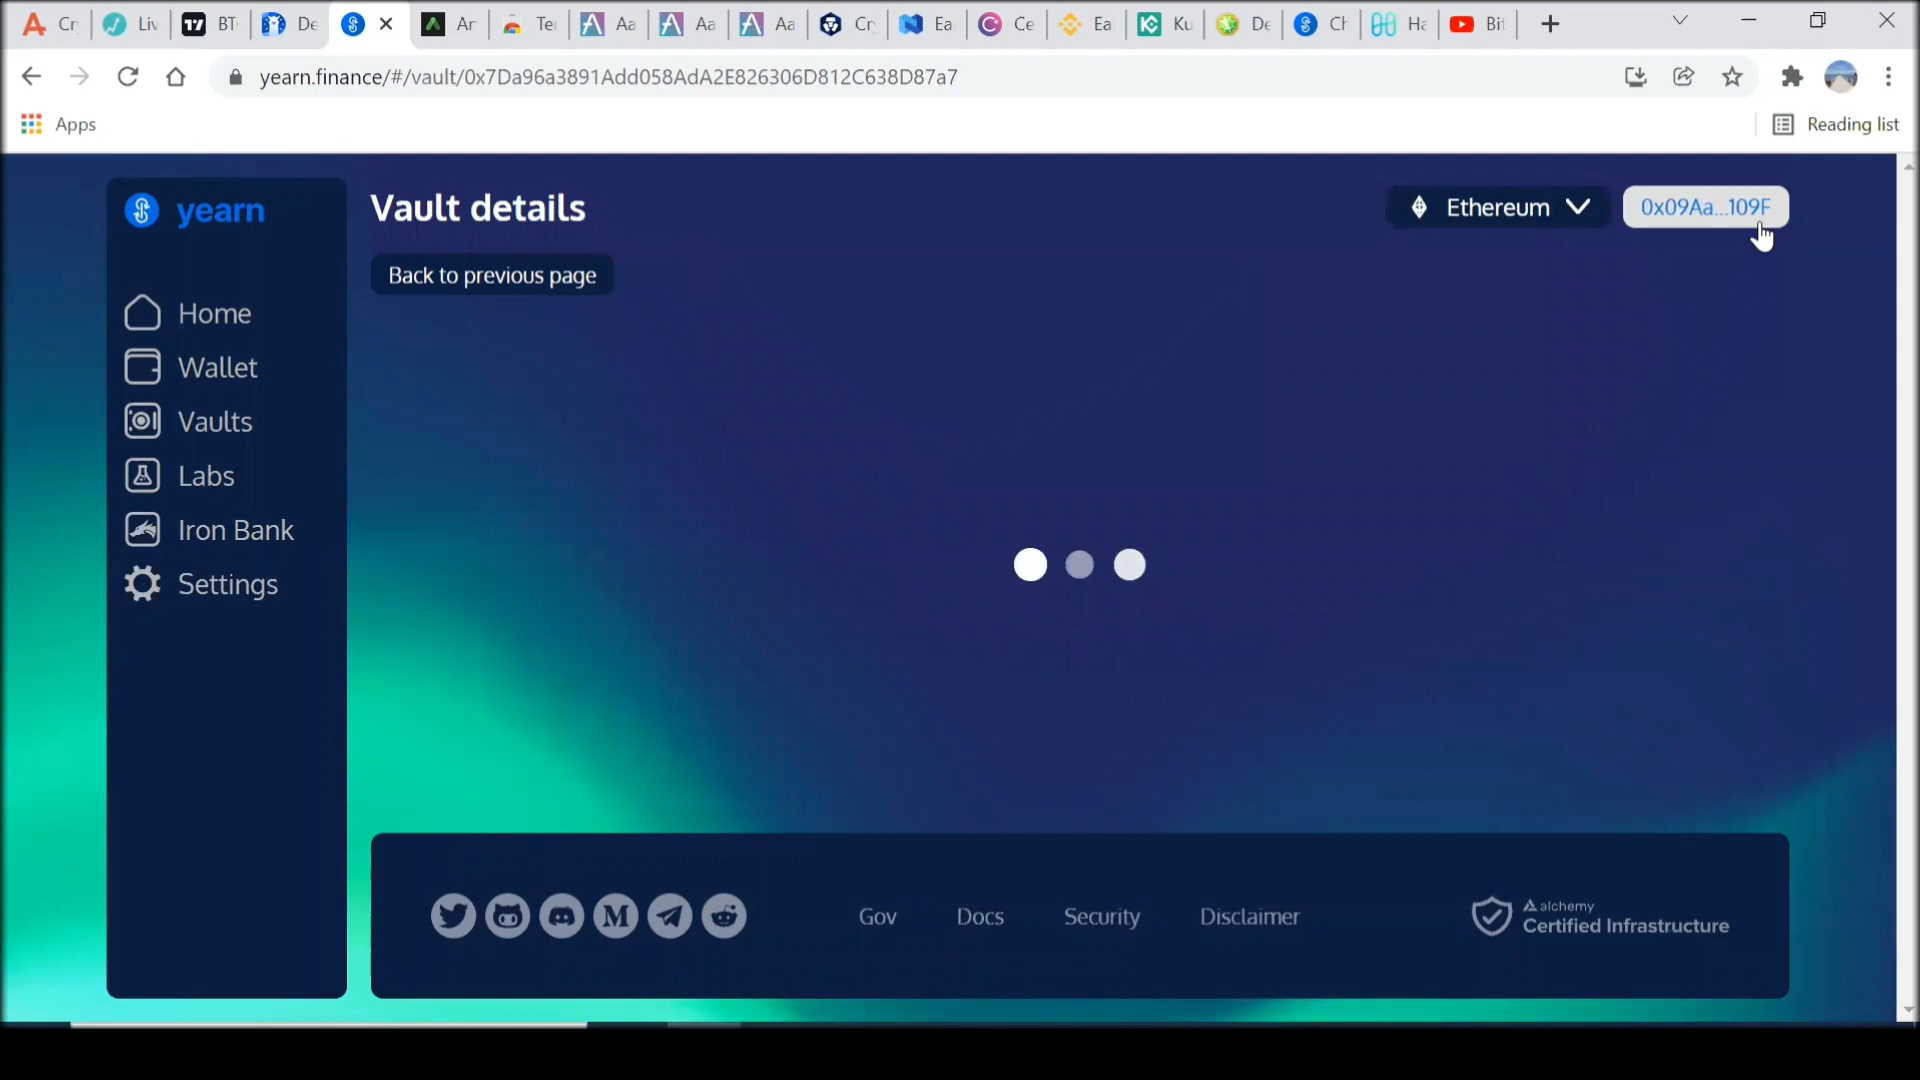 Cr
Liv
BT
De
Ar
Te
Aa
Aa
Aa
Cr
Ea
Ce
Ea
Ku
De
Ch
Ha
Bit
yearn.finance/#/vault/0x7Da96a3891Add058AdA2E826306D812C638D87a7
Apps
Reading list
yearn
Vault details
Ethereum
0x09Aa...109F
Back to previous page
Home
Wallet
Vaults
Labs
Iron Bank
Settings
Gov
Docs
Security
Disclaimer
alchemy
Certified Infrastructure